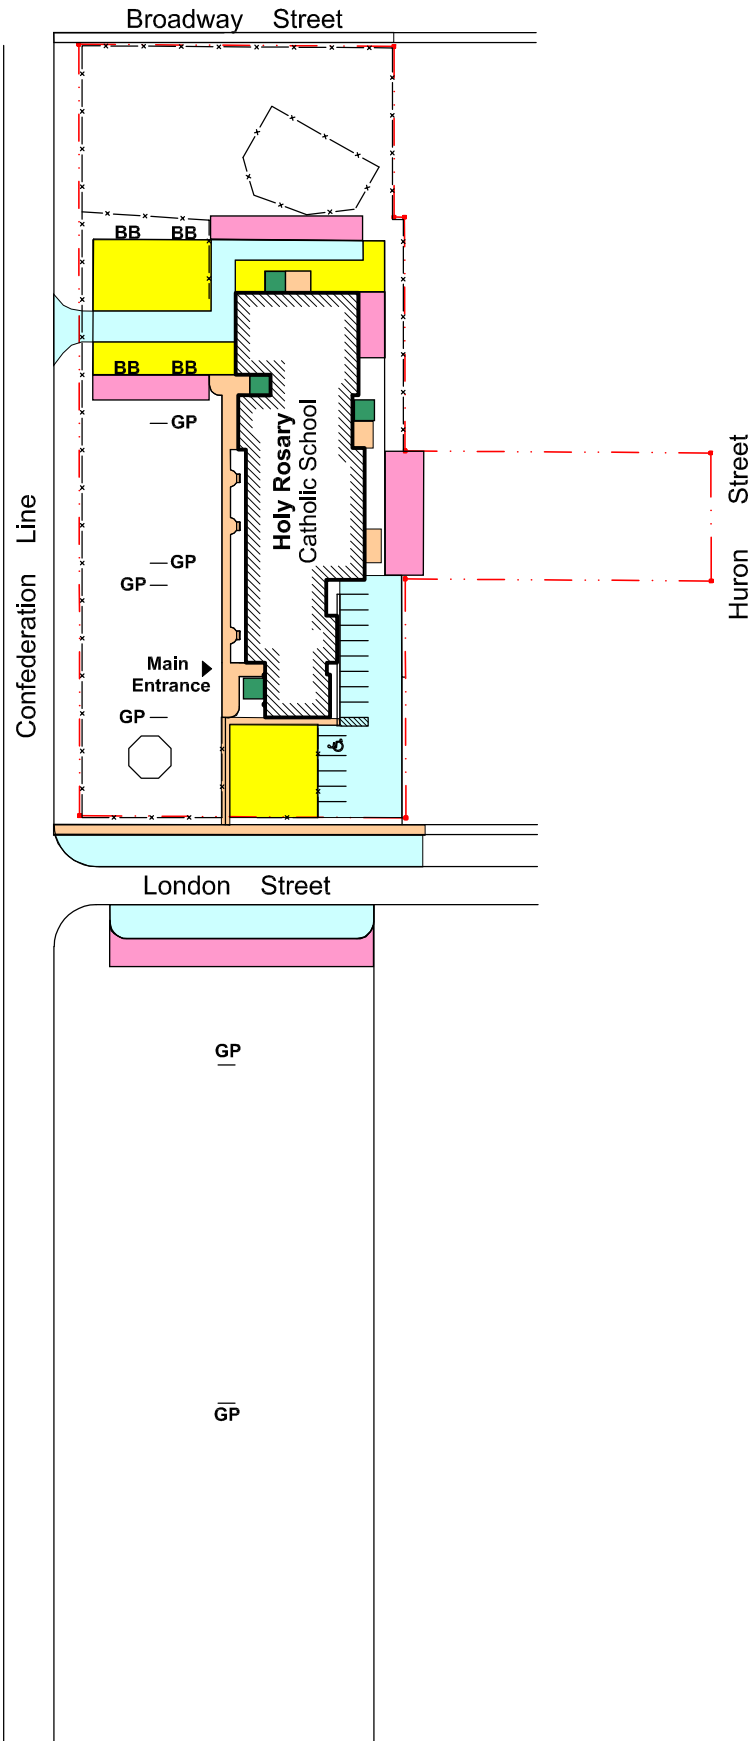 Broadway Street
BB BB
BB BB
GP
Holy Rosary
Catholic School
Confederation Line
Huron Street
GP
GP
Main
Entrance
GP
London Street
GP
GP